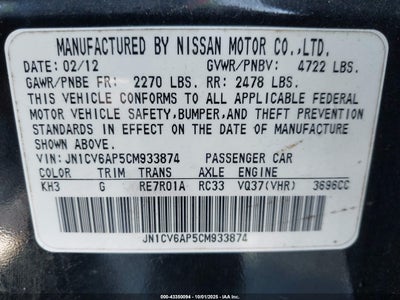 MANUFACTURED BY NISSAN MOTOR CO.,LTD.
DATE: 02/12 GVWR/PNBV: 4722 LBS.
GAWR/PNBE FR: 2270 LBS. RR: 2478 LBS.
THIS VEHICLE CONFORMS TO ALL APPLICABLE FEDERAL
MOTOR VEHICLE SAFETY, BUMPER, AND THEFT PREVENTION
STANDARDS IN EFFECT ON THE DATE OF MANUFACTURE
SHOWN ABOVE.
VIN: JN1CV6AP5CM933874 PASSENGER CAR
COLOR TRIM TRANS AXLE ENGINE
KH3 G RE7R01A RC33 VQ37(VHR) 3696CC
JN1CV6AP5CM933874
© 43350094 - 10/01/2025 - USTX